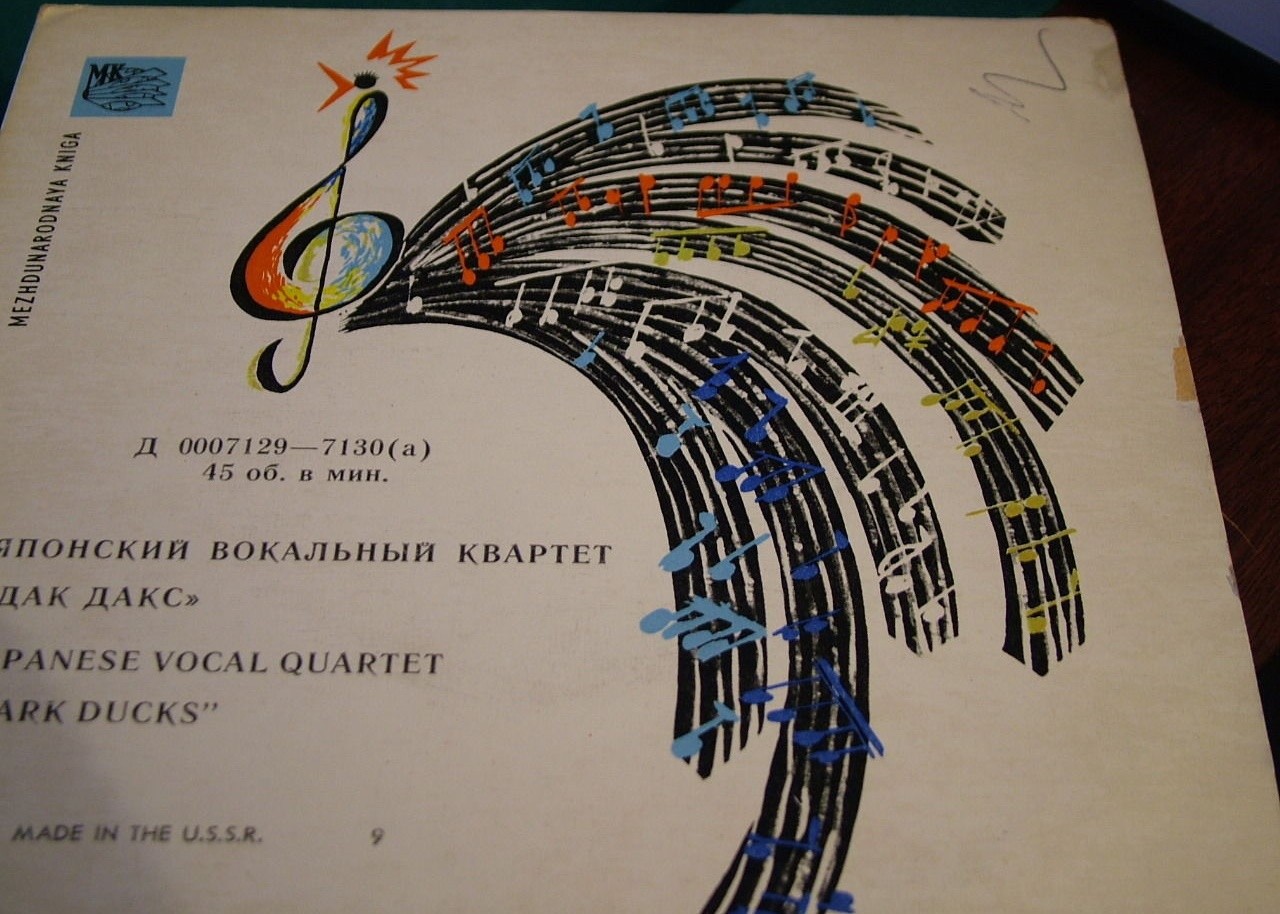 MK
MEZHDUNARODNAYA KNIGA
Д 0007129—7130(а)
45 об. в мин.
ЯПОНСКИЙ ВОКАЛЬНЫЙ КВАРТЕТ
ДАК ДАКС»
PANESE VOCAL QUARTET
ARK DUCKS”
MADE IN THE U.S.S.R. 9